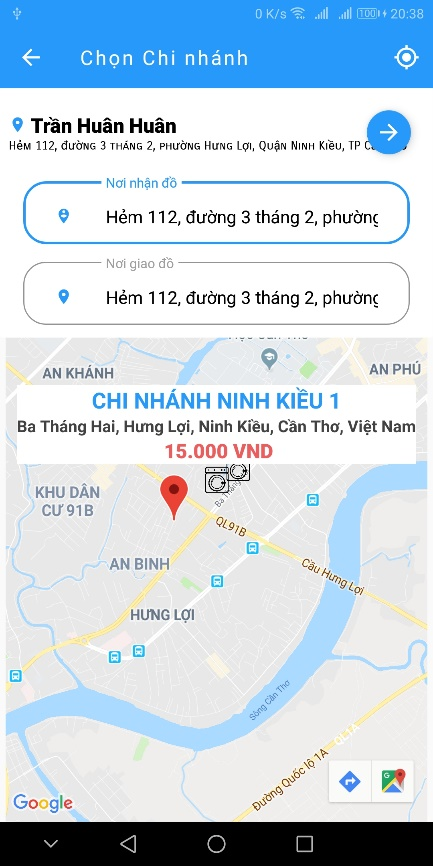 0 K/s 100 20:38
Chọn Chi nhánh
Trần Huân Huân
Hẻm 112, đường 3 tháng 2, phường Hưng Lợi, Quận Ninh Kiều, TP
Nơi nhận đồ
Hẻm 112, đường 3 tháng 2, phường
Nơi giao đồ
Hẻm 112, đường 3 tháng 2, phường
AN KHÁNH
AN PHÚ
CHI NHÁNH NINH KIỀU 1
Ba Tháng Hai, Hưng Lợi, Ninh Kiều, Cần Thơ, Việt Nam
15.000 VND
KHU DÂN
CƯ 91B
Ba Tháng
QL91B
AN BINH
Cầu Hưng Lợi
HƯNG LỢI
Sông Cần Thơ
QL1A
Đường Quốc lộ 1A
G
Google